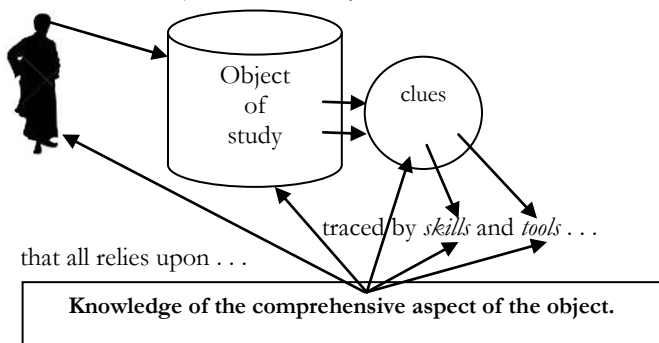 Object
of
study
clues
traced by skills and tools . . .
that all relies upon . . .
Knowledge of the comprehensive aspect of the object.